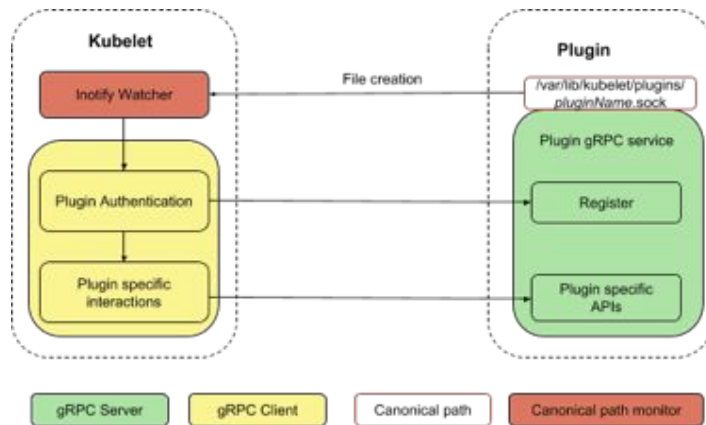 Kubelet
Plugin
Inotify Watcher
File creation
/var/lib/kubelet/plugins/
pluginName.sock
Plugin gRPC service
Plugin Authentication
Register
Plugin specific
interactions
Plugin specific
APIs
gRPC Server
gRPC Client
Canonical path
Canonical path monitor